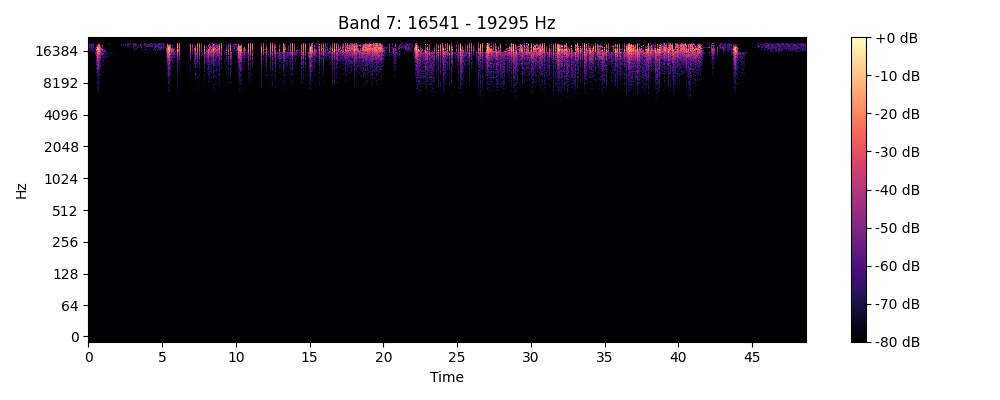 Band 7: 16541 - 19295 Hz
16384
8192
4096
2048
1024
512
256
128
64
0
Hz
0 5 10 15 20 25 30 35 40 45
Time
+0 dB
-10 dB
-20 dB
-30 dB
-40 dB
-50 dB
-60 dB
-70 dB
-80 dB